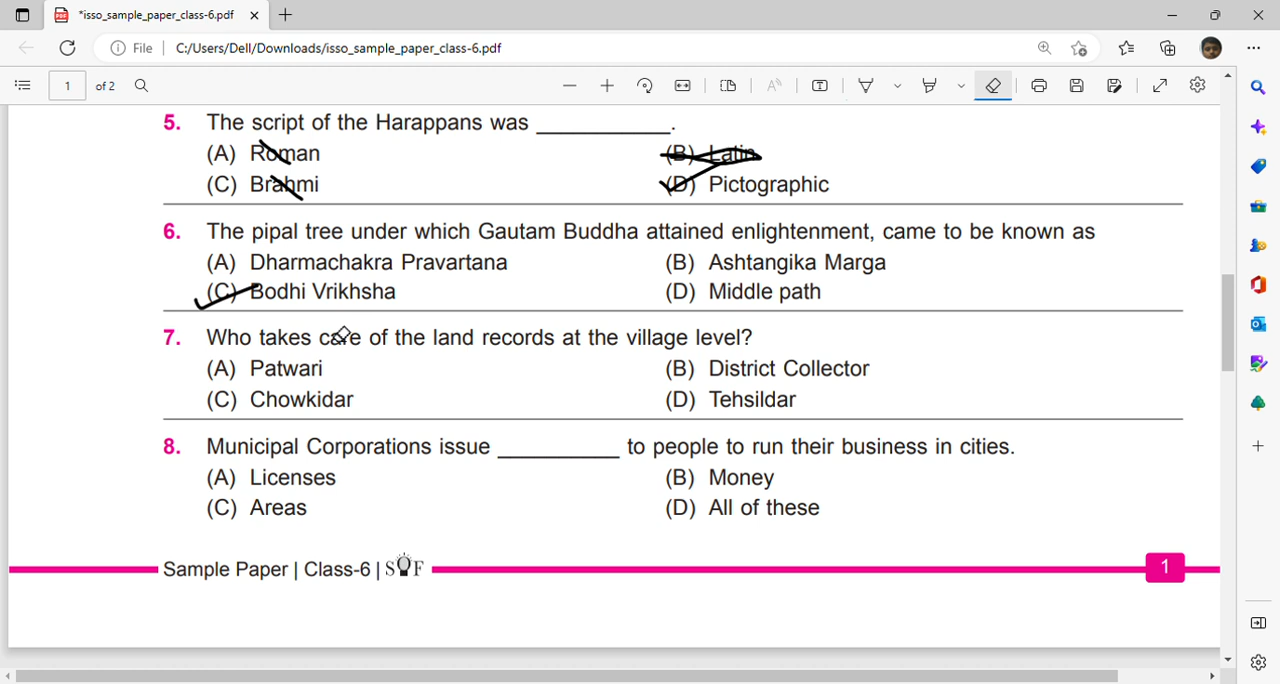 *isso_sample_paper_class-6.pdf
File C:/Users/Dell/Downloads/isso_sample_paper_class-6.pdf
1 of 2
5. The script of the Harappans was ___________.
(A) Roman (B) Latin
(C) Brahmi (D) Pictographic
6. The pipal tree under which Gautam Buddha attained enlightenment, came to be known as
(A) Dharmachakra Pravartana (B) Ashtangika Marga
(C) Bodhi Vrikhsha (D) Middle path
7. Who takes care of the land records at the village level?
(A) Patwari (B) District Collector
(C) Chowkidar (D) Tehsildar
8. Municipal Corporations issue __________ to people to run their business in cities.
(A) Licenses (B) Money
(C) Areas (D) All of these
Sample Paper | Class-6 | SOF 1